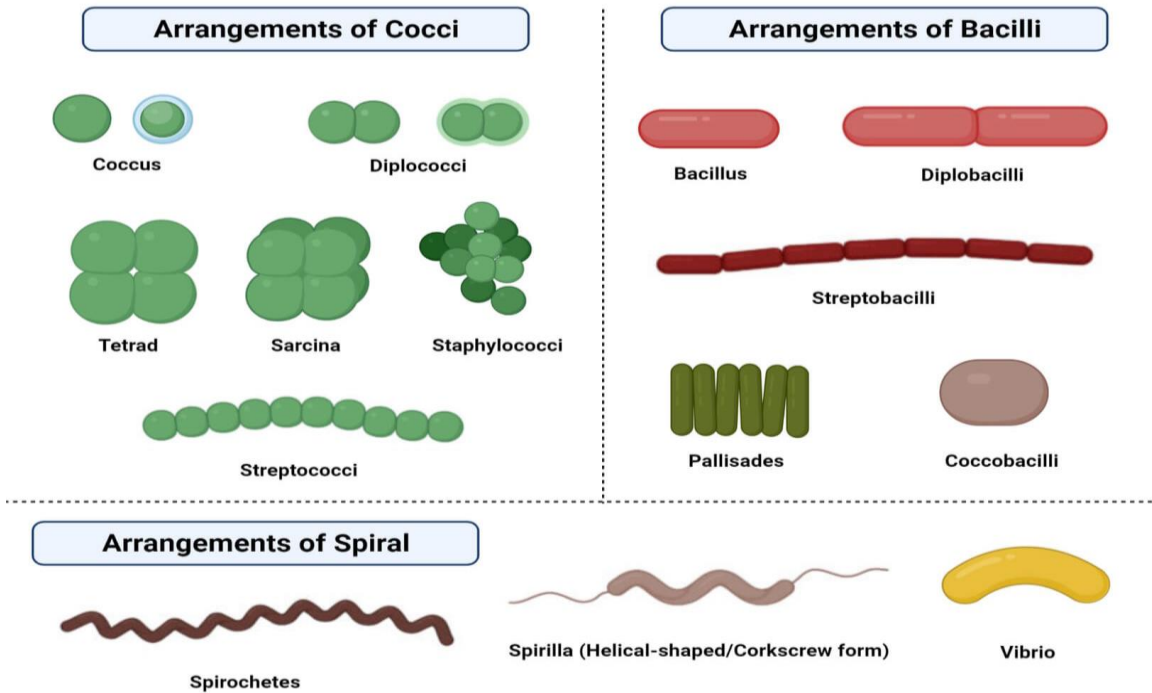 Arrangements of Cocci
Coccus
Diplococci
Tetrad
Sarcina
Staphylococci
Streptococci
Arrangements of Bacilli
Bacillus
Diplobacilli
Streptobacilli
Pallisades
Coccobacilli
Arrangements of Spiral
Spirochetes
Spirilla (Helical-shaped/Corkscrew form)
Vibrio